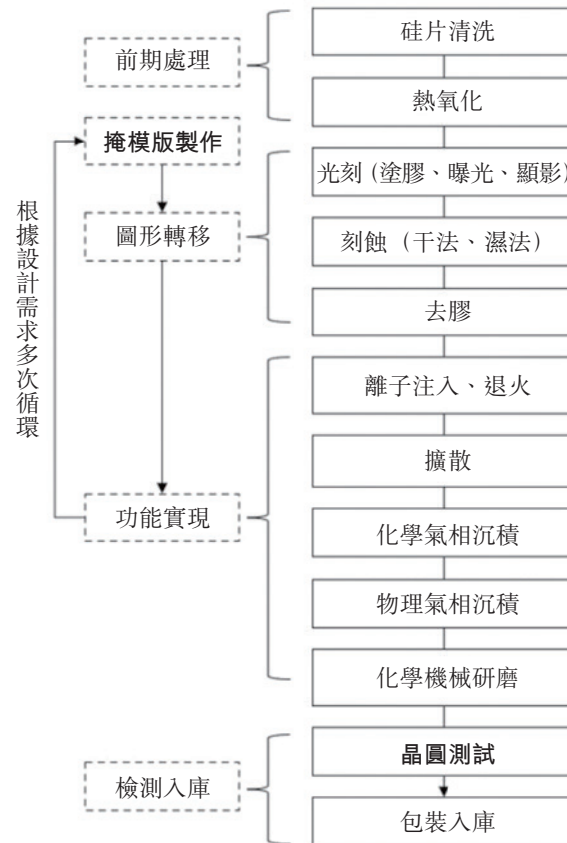 硅片清洗
前期處理
熱氧化
掩模版製作
光刻（塗膠、曝光、顯影）
圖形轉移
刻蝕（干法、濕法）
去膠
根據設計需求多次循環
離子注入、退火
擴散
功能實現
化學氣相沉積
物理氣相沉積
化學機械研磨
晶圓測試
檢測入庫
包裝入庫